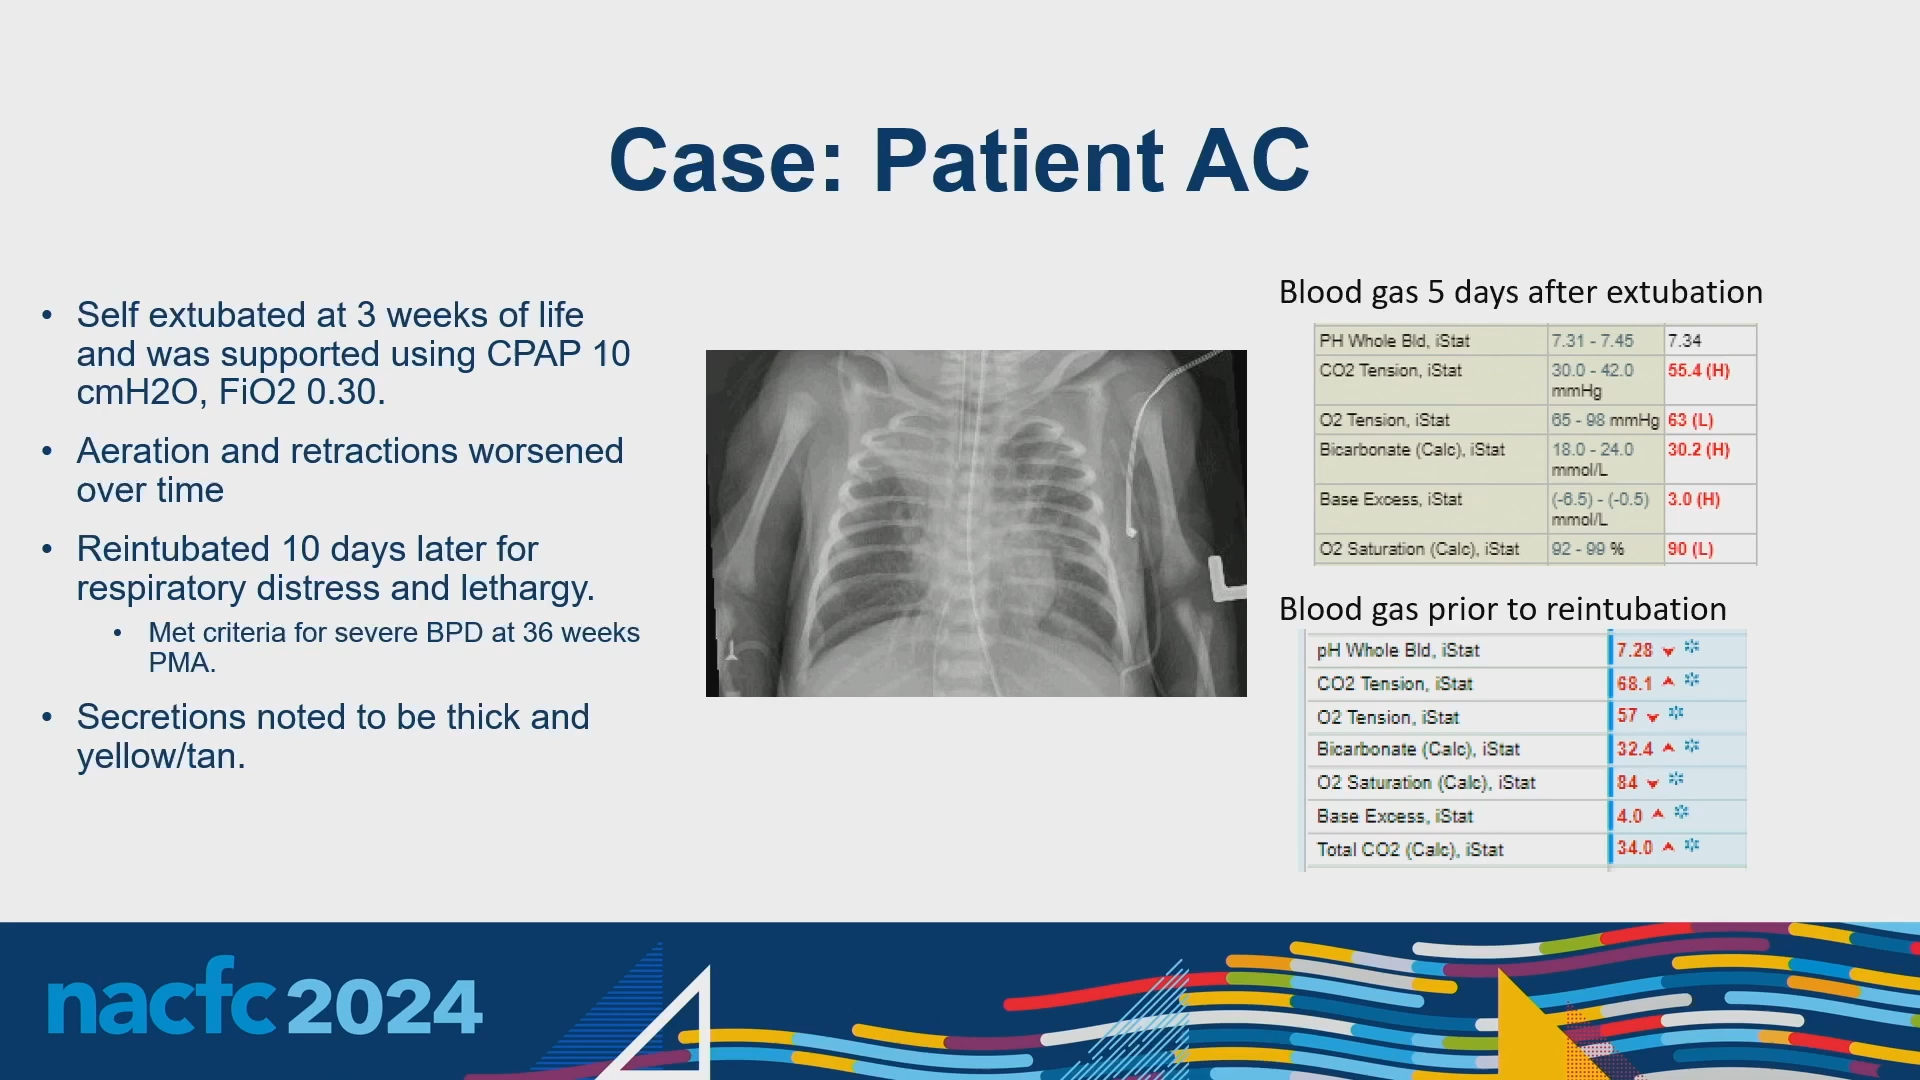 Case: Patient AC
• Self extubated at 3 weeks of life
and was supported using CPAP 10
cmH2O, FiO2 0.30.
• Aeration and retractions worsened
over time
• Reintubated 10 days later for
respiratory distress and lethargy.
• Met criteria for severe BPD at 36 weeks
PMA.
• Secretions noted to be thick and
yellow/tan.
L
Blood gas 5 days after extubation
PH Whole Bld, iStat 7.31 - 7.45 7.34
CO2 Tension, iStat 30.0 - 42.0 mmHg 55.4 (H)
O2 Tension, iStat 65 - 98 mmHg 63 (L)
Bicarbonate (Calc), iStat 18.0 - 24.0 mmol/L 30.2 (H)
Base Excess, iStat (-6.5) - (-0.5) mmol/L 3.0 (H)
O2 Saturation (Calc), iStat 92 - 99 % 90 (L)
Blood gas prior to reintubation
pH Whole Bld, iStat 7.28
CO2 Tension, iStat 68.1
O2 Tension, iStat 57
Bicarbonate (Calc), iStat 32.4
O2 Saturation (Calc), iStat 84
Base Excess, iStat 4.0
Total CO2 (Calc), iStat 34.0
nacfc 2024